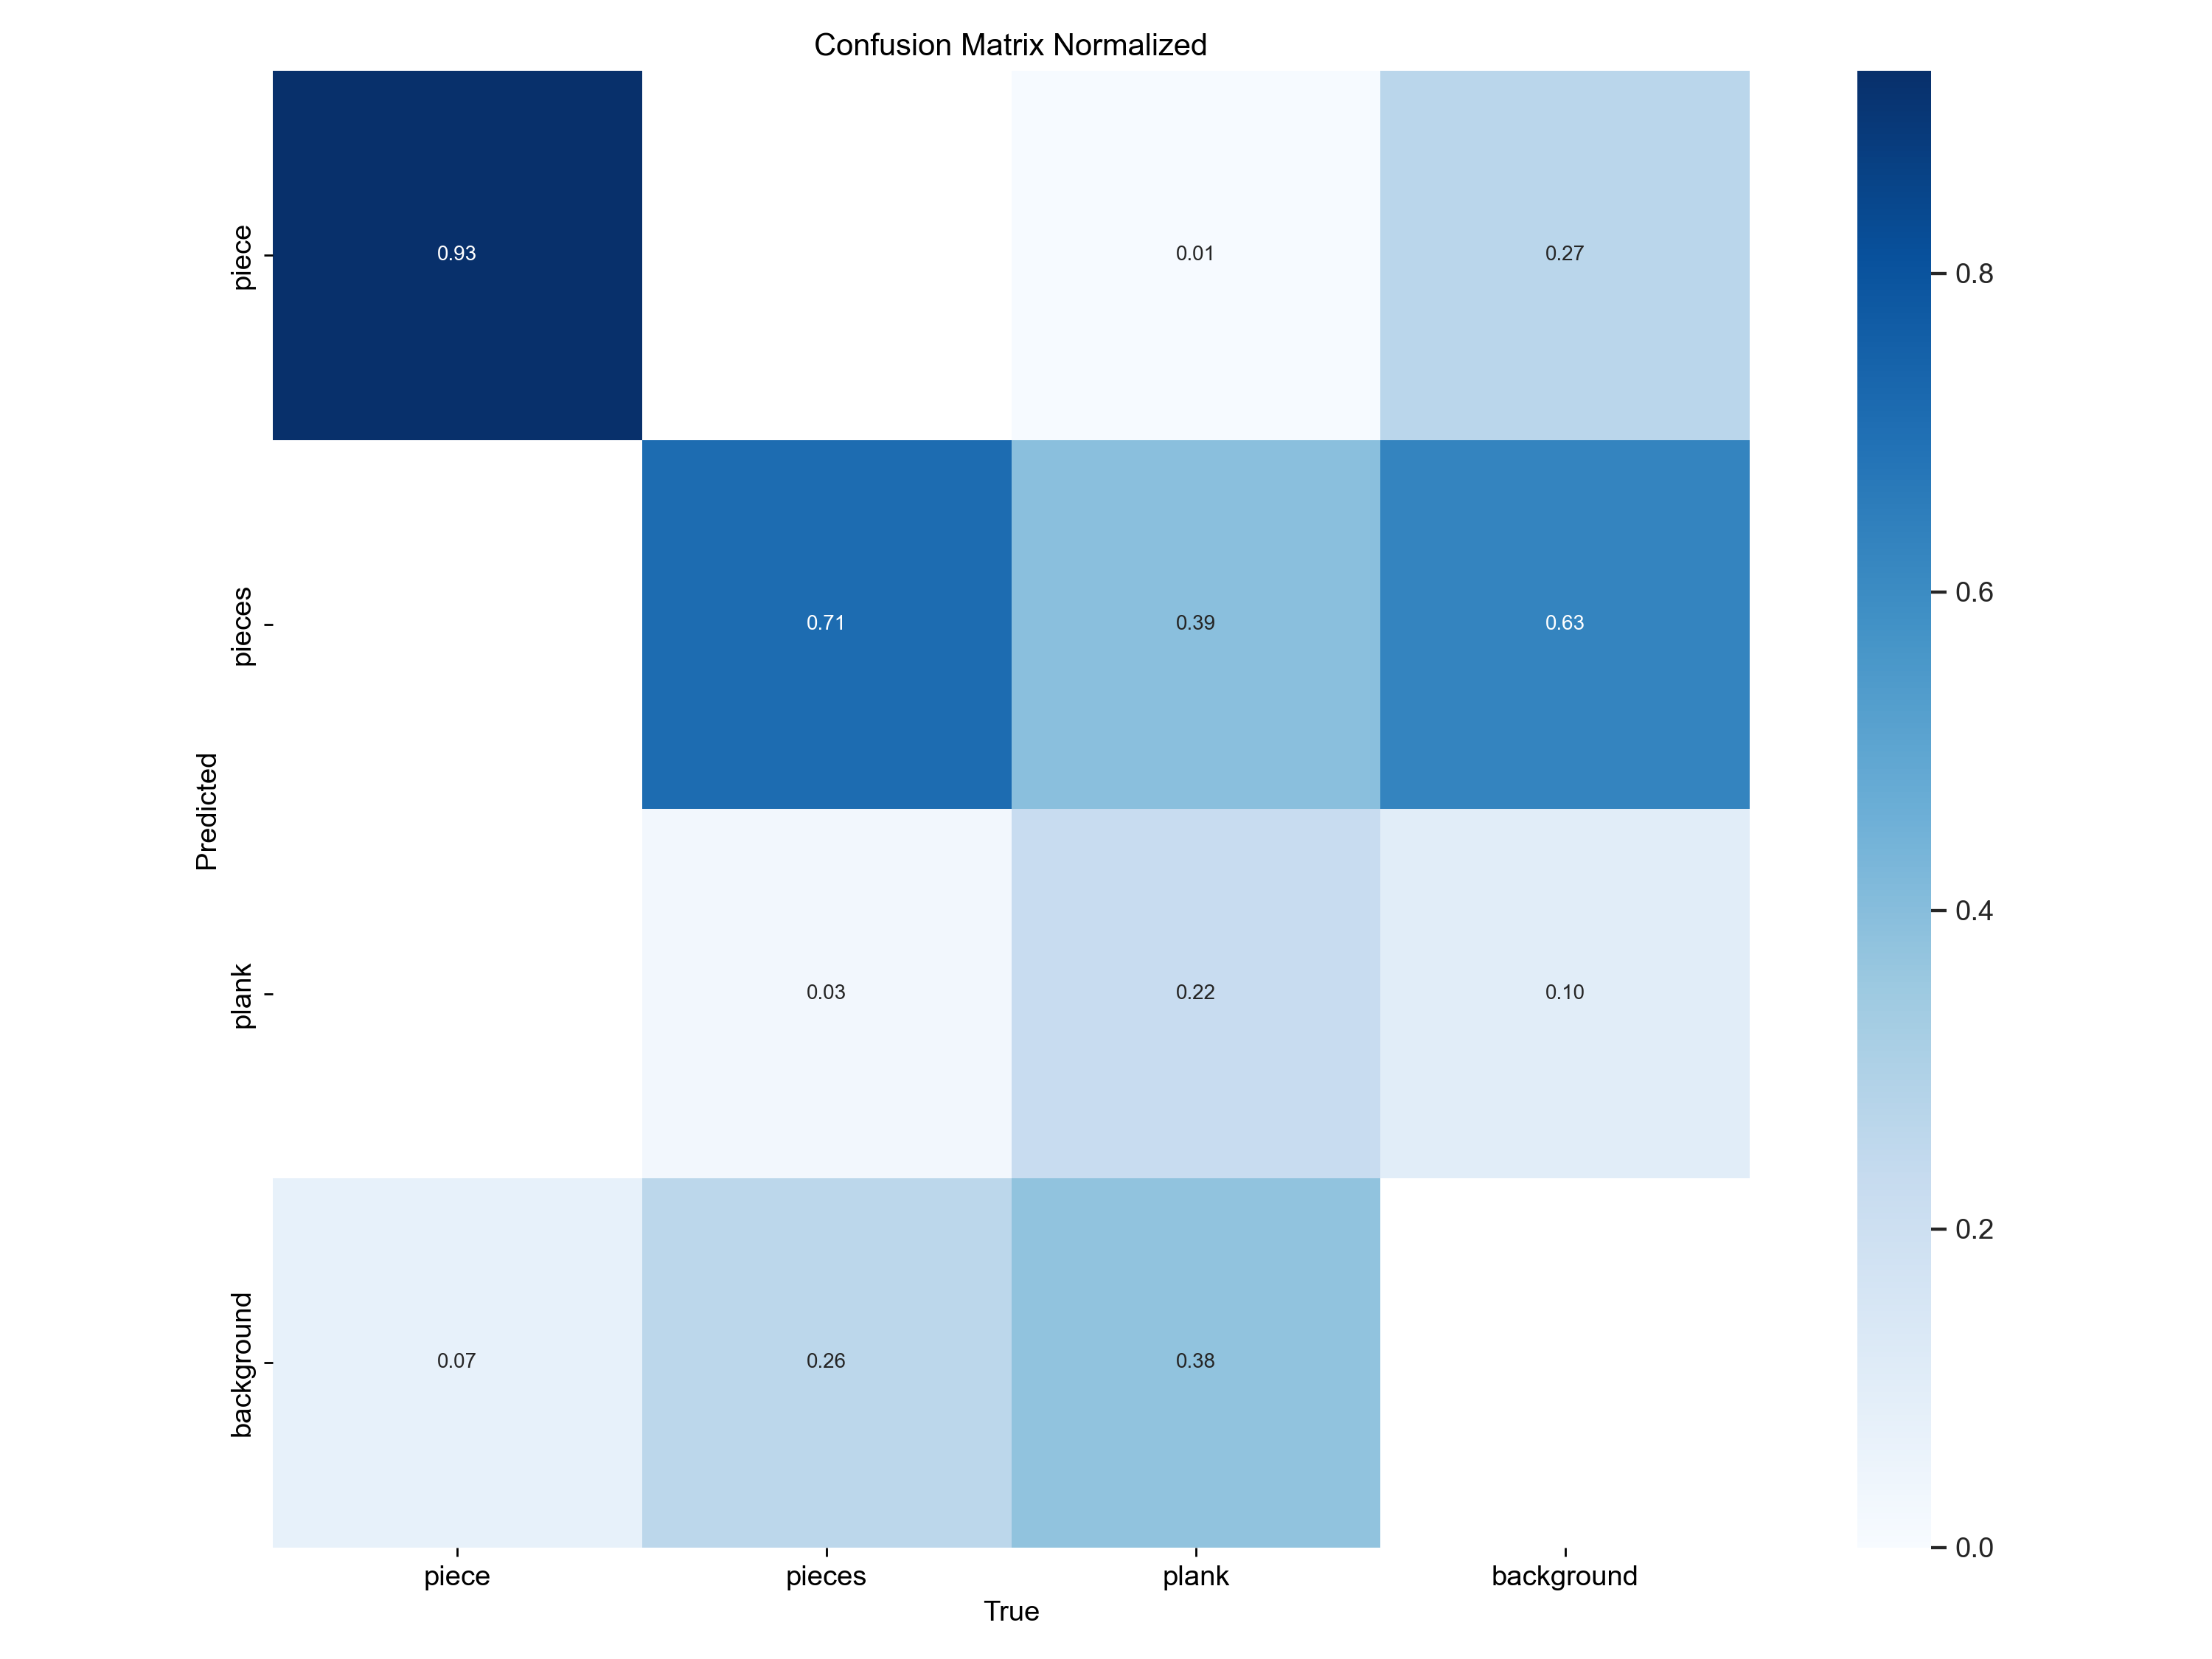 Confusion Matrix Normalized
piece
0.93
0.01
0.27
pieces
0.71
0.39
0.63
plank
0.03
0.22
0.10
background
0.07
0.26
0.38
Predicted
piece
pieces
plank
background
True
0.8
0.6
0.4
0.2
0.0